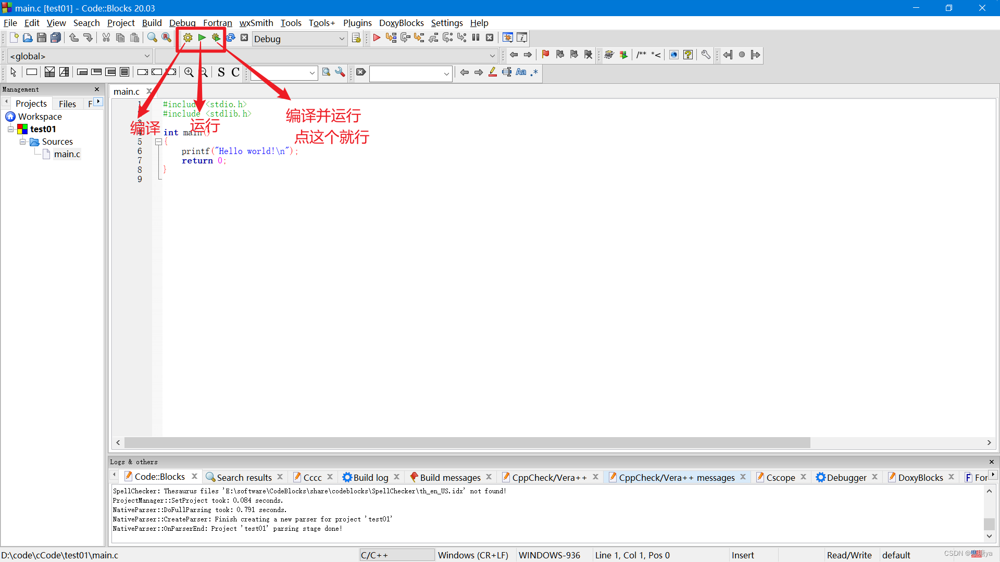 main.c [test01] - Code::Blocks 20.03
File Edit View Search Project Build Debug Fortran wxSmith Tools Tools+ Plugins DoxyBlocks Settings Help
Debug
<global>
/** *<
S C
Aa .*
Management
Projects Files F
Workspace
test01
Sources
main.c
main.c
1 #include <stdio.h>
#include <stdlib.h>
3
4 int main()
5 {
6 printf("Hello world!\n");
7 return 0;
8 }
9
编译
运行
编译并运行
点这个就行
Logs & others
Code::Blocks Search results Cccc Build log Build messages CppCheck/Vera++ CppCheck/Vera++ messages Cscope Debugger DoxyBlocks For
SpellChecker: Thesaurus files 'E:\software\CodeBlocks\share\codeblocks\SpellChecker\th_en_US.idx' not found!
ProjectManager::SetProject took: 0.084 seconds.
NativeParser::DoFullParsing took: 0.791 seconds.
NativeParser::CreateParser: Finish creating a new parser for project 'test01'
NativeParser::OnParserEnd: Project 'test01' parsing stage done!
D:\code\cCode\test01\main.c C/C++ Windows (CR+LF) WINDOWS-936 Line 1, Col 1, Pos 0 Insert Read/Write default
CSDN @